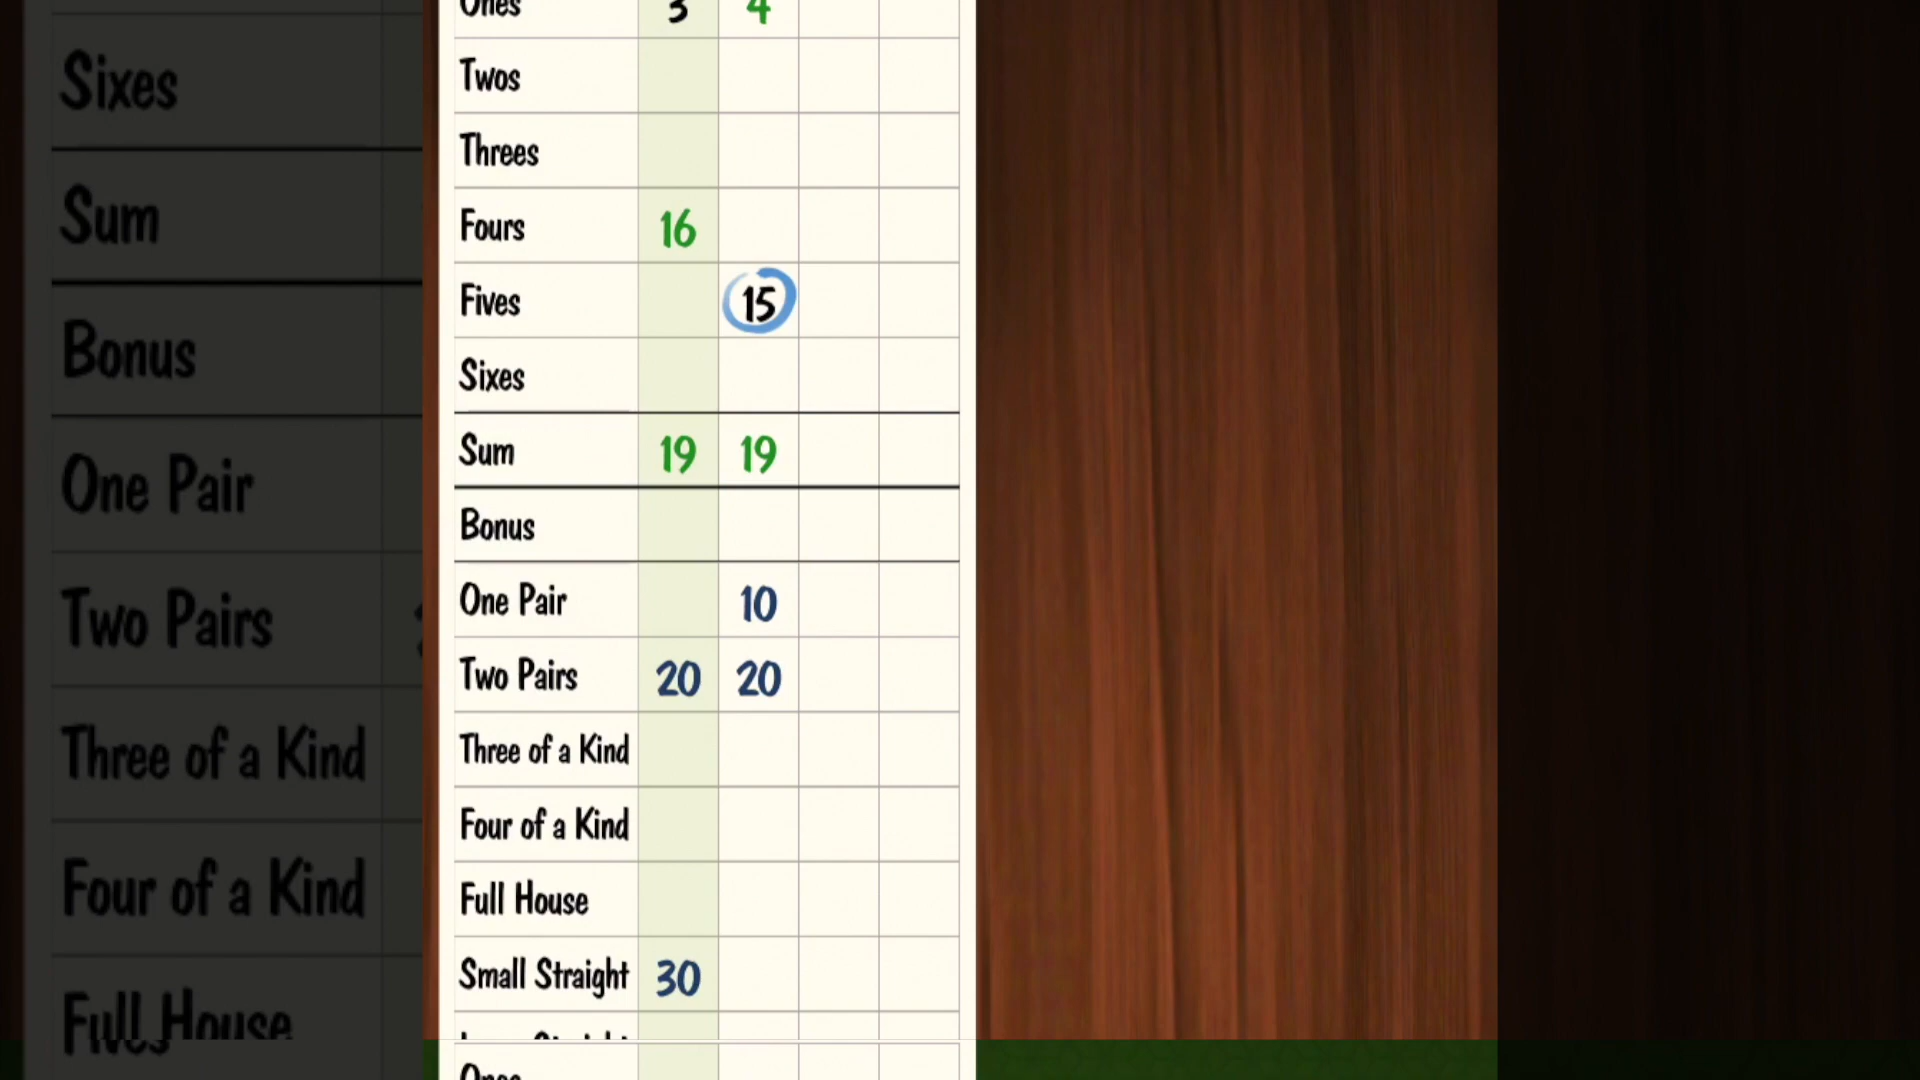 Ones 3 4
Twos
Threes
Fours 16
Fives 15
Sixes
Sum 19 19
Bonus
One Pair 10
Two Pairs 20 20
Three of a Kind
Four of a Kind
Full House
Small Straight 30
Sixes
Sum
Bonus
One Pair
Two Pairs
Three of a Kind
Four of a Kind
Full House
Fives